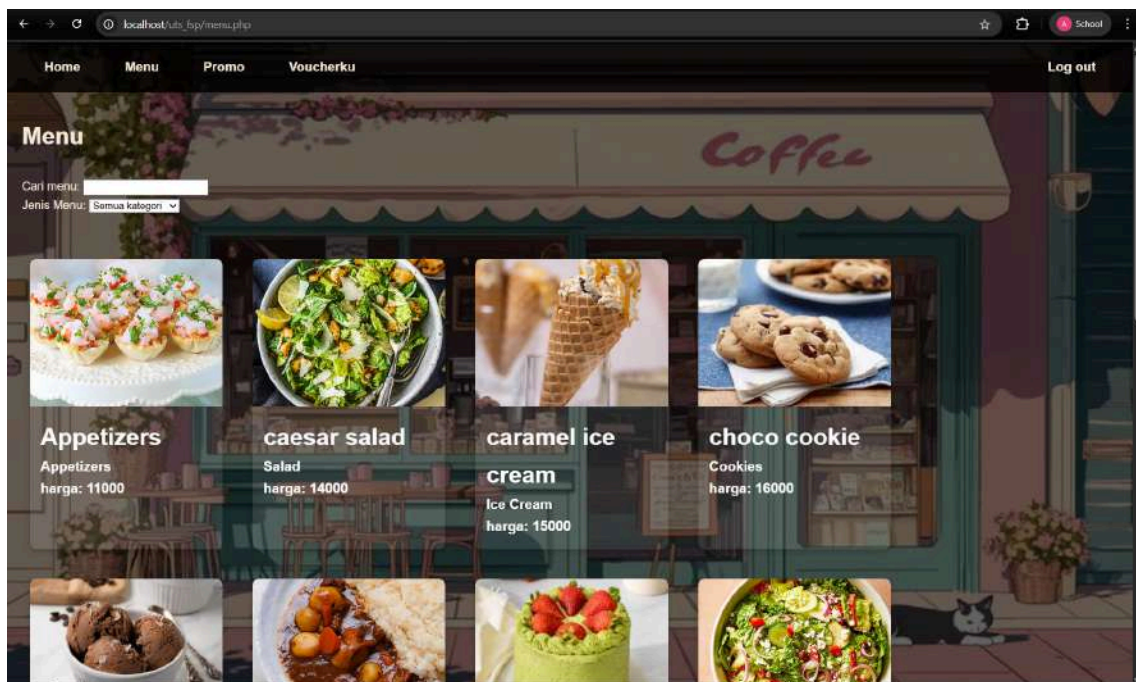 localhost/uts_fsp/menu.php
School
Home Menu Promo Voucherku Log out
Coffee
Menu
Cari menu:
Jenis Menu: Semua kategori
Appetizers
Appetizers
harga: 11000
caesar salad
Salad
harga: 14000
caramel ice
cream
Ice Cream
harga: 15000
choco cookie
Cookies
harga: 16000